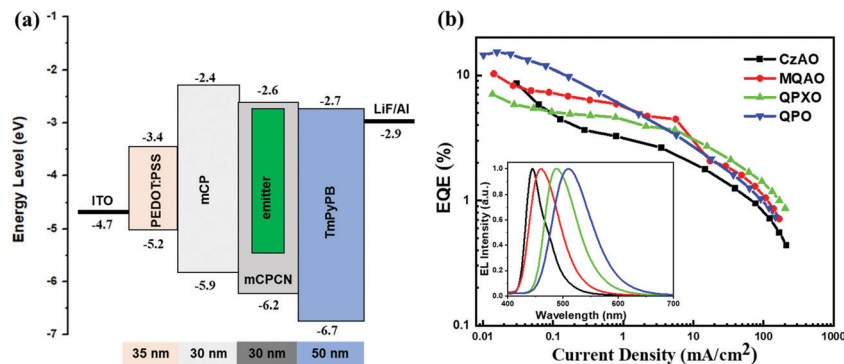 (a)
Energy Level (eV)
-1
-2
-3
-4
-5
-6
-7
ITO
-4.7
-3.4
PEDOT:PSS
-5.2
-2.4
mCP
-5.9
-2.6
emitter
mCPCN
-6.2
-2.7
TmPyPB
-6.7
LiF/Al
-2.9
35 nm
30 nm
30 nm
50 nm
(b)
EQE (%)
10
1
0.1
0.01
0.1
1
10
100
1000
Current Density (mA/cm²)
CzAO
MQAO
QPXO
QPO
EL Intensity (a.u.)
1.0
0.8
0.6
0.4
0.2
0.0
400
500
600
700
Wavelength (nm)